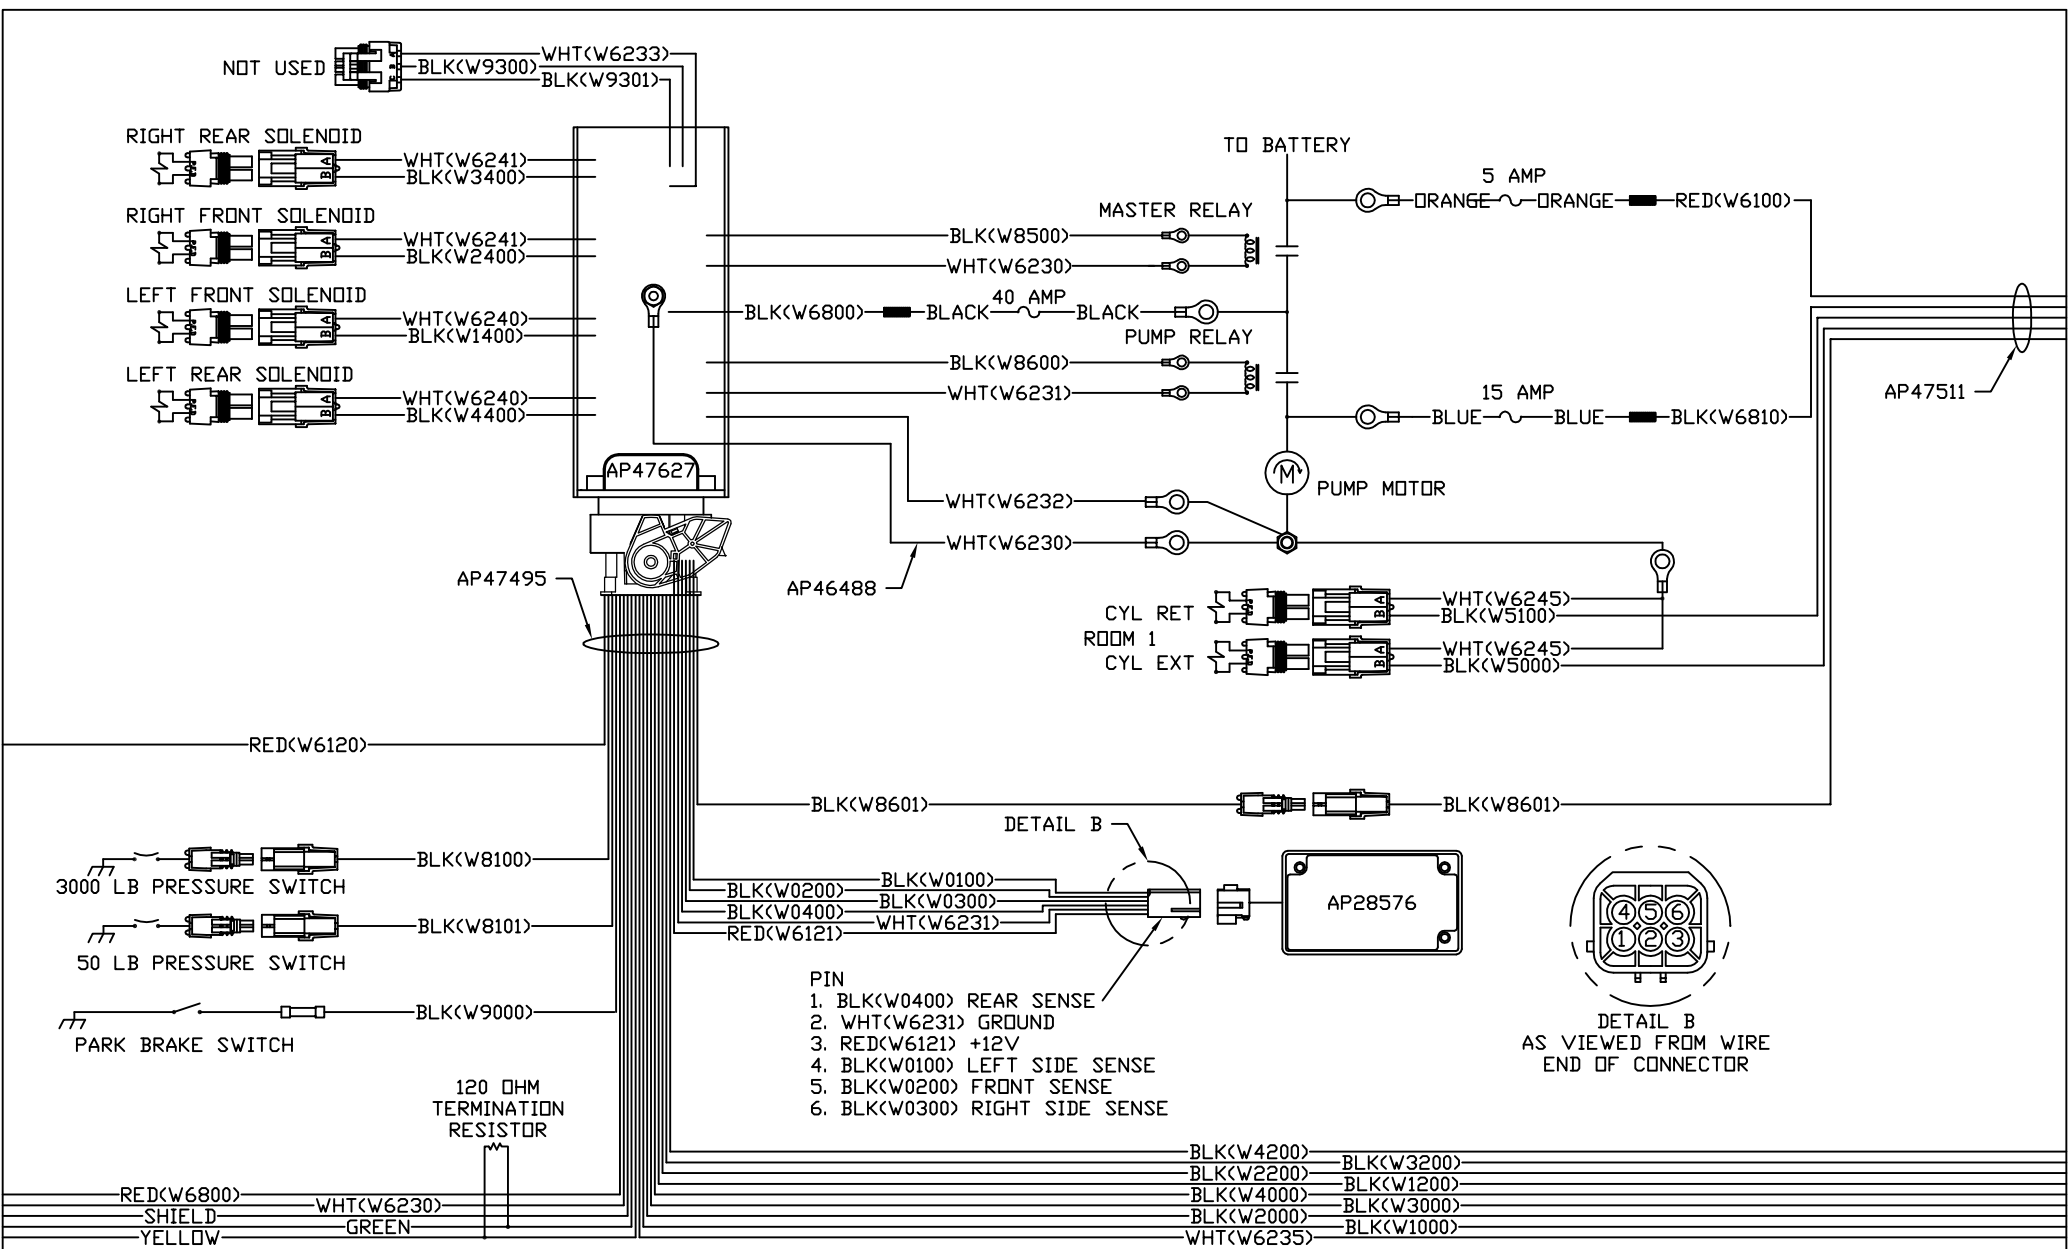 NOT USED
WHT(W6233)
BLK(W9300)
BLK(W9301)
RIGHT REAR SOLENOID
A
B
WHT(W6241)
BLK(W3400)
RIGHT FRONT SOLENOID
A
B
WHT(W6241)
BLK(W2400)
LEFT FRONT SOLENOID
A
B
WHT(W6240)
BLK(W1400)
LEFT REAR SOLENOID
A
B
WHT(W6240)
BLK(W4400)
AP47627
TO BATTERY
5 AMP
ORANGE
ORANGE
RED(W6100)
MASTER RELAY
BLK(W8500)
WHT(W6230)
40 AMP
BLK(W6800)
BLACK
BLACK
PUMP RELAY
BLK(W8600)
WHT(W6231)
15 AMP
BLUE
BLUE
BLK(W6810)
AP47511
M
PUMP MOTOR
WHT(W6232)
WHT(W6230)
AP47495
AP46488
CYL RET
A
B
WHT(W6245)
BLK(W5100)
ROOM 1
CYL EXT
A
B
WHT(W6245)
BLK(W5000)
RED(W6120)
BLK(W8601)
BLK(W8601)
DETAIL B
BLK(W8100)
3000 LB PRESSURE SWITCH
BLK(W8101)
50 LB PRESSURE SWITCH
BLK(W9000)
PARK BRAKE SWITCH
BLK(W0100)
BLK(W0200)
BLK(W0300)
BLK(W0400)
WHT(W6231)
RED(W6121)
AP28576
4 5 6
1 2 3
PIN
1. BLK(W0400) REAR SENSE
2. WHT(W6231) GROUND
3. RED(W6121) +12V
4. BLK(W0100) LEFT SIDE SENSE
5. BLK(W0200) FRONT SENSE
6. BLK(W0300) RIGHT SIDE SENSE
DETAIL B
AS VIEWED FROM WIRE
END OF CONNECTOR
120 OHM
TERMINATION
RESISTOR
RED(W6800)
WHT(W6230)
SHIELD
GREEN
YELLOW
BLK(W4200)
BLK(W3200)
BLK(W2200)
BLK(W1200)
BLK(W4000)
BLK(W3000)
BLK(W2000)
BLK(W1000)
WHT(W6235)